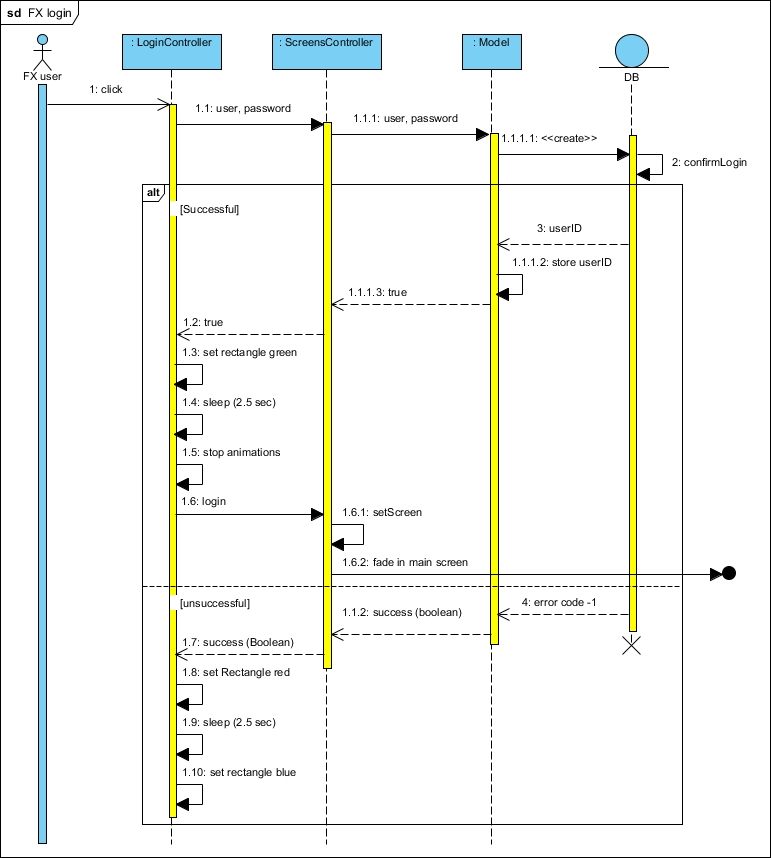 sd FX login
: LoginController
: ScreensController
: Model
FX user
DB
1: click
1.1: user, password
1.1.1: user, password
1.1.1.1: <<create>>
2: confirmLogin
alt
[Successful]
3: userID
1.1.1.2: store userID
1.1.1.3: true
1.2: true
1.3: set rectangle green
1.4: sleep (2.5 sec)
1.5: stop animations
1.6: login
1.6.1: setScreen
1.6.2: fade in main screen
[unsuccessful]
4: error code -1
1.1.2: success (boolean)
1.7: success (Boolean)
1.8: set Rectangle red
1.9: sleep (2.5 sec)
1.10: set rectangle blue